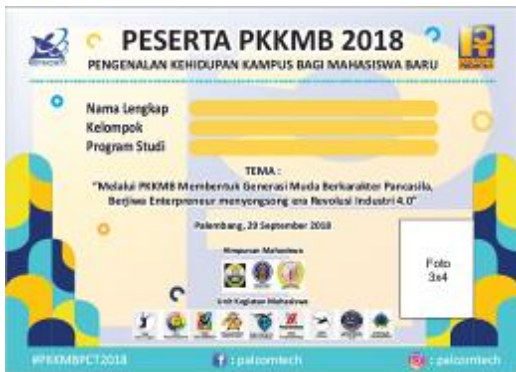 PESERTA PKKMB 2018
PENGENALAN KEHIDUPAN KAMPUS BAGI MAHASISWA BARU
Nama Lengkap
Kelompok
Program Studi
TEMA :
"Melalui PKKMB Membentuk Generasi Muda Berkarakter Pancasila,
Berjiwa Enterpreneur menyongsong era Revolusi Industri 4.0"
Palembang, 29 September 2018
Himpunan Mahasiswa
Foto
3x4
Unit Kegiatan Mahasiswa
#PKKMBPCT2018
: palcomtech
: palcomtech